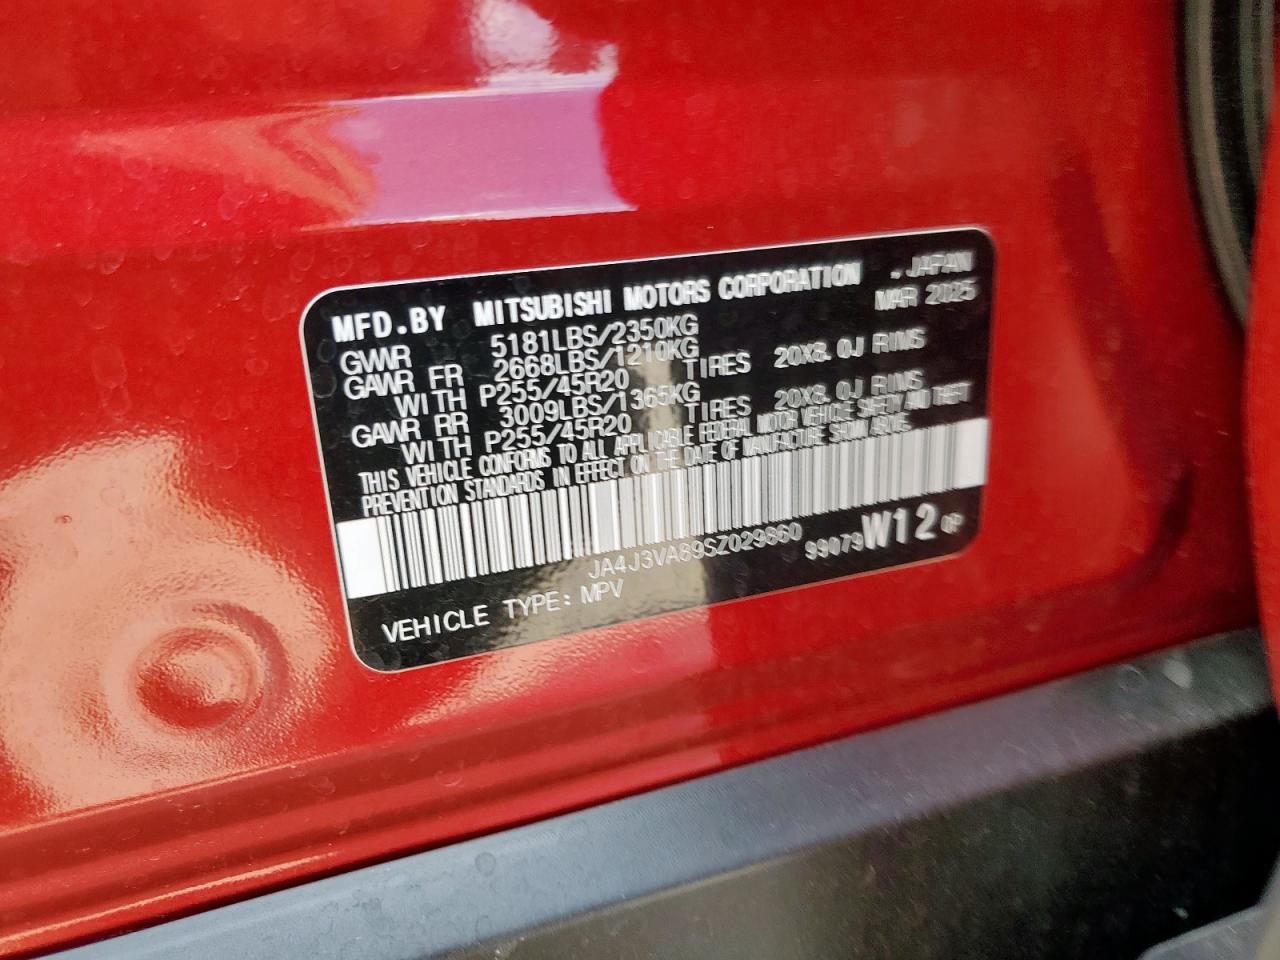 MFD.BY MITSUBISHI MOTORS CORPORATION , JAPAN
GWWR 5181LBS/2350KG MAR 2025
GAWR FR 2668LBS/1210KG
WITH P255/45R20 TIRES 20X8.0J RIMS
GAWR RR 3009LBS/1365KG
WITH P255/45R20 TIRES 20X8.0J RIMS
THIS VEHICLE CONFORMS TO ALL APPLICABLE FEDERAL MOTOR VEHICLE SAFETY AND THEFT
PREVENTION STANDARDS IN EFFECT ON THE DATE OF MANUFACTURE SHOWN ABOVE.
JA4J3VA89SZ029860
99079 W12 0P
VEHICLE TYPE: MPV